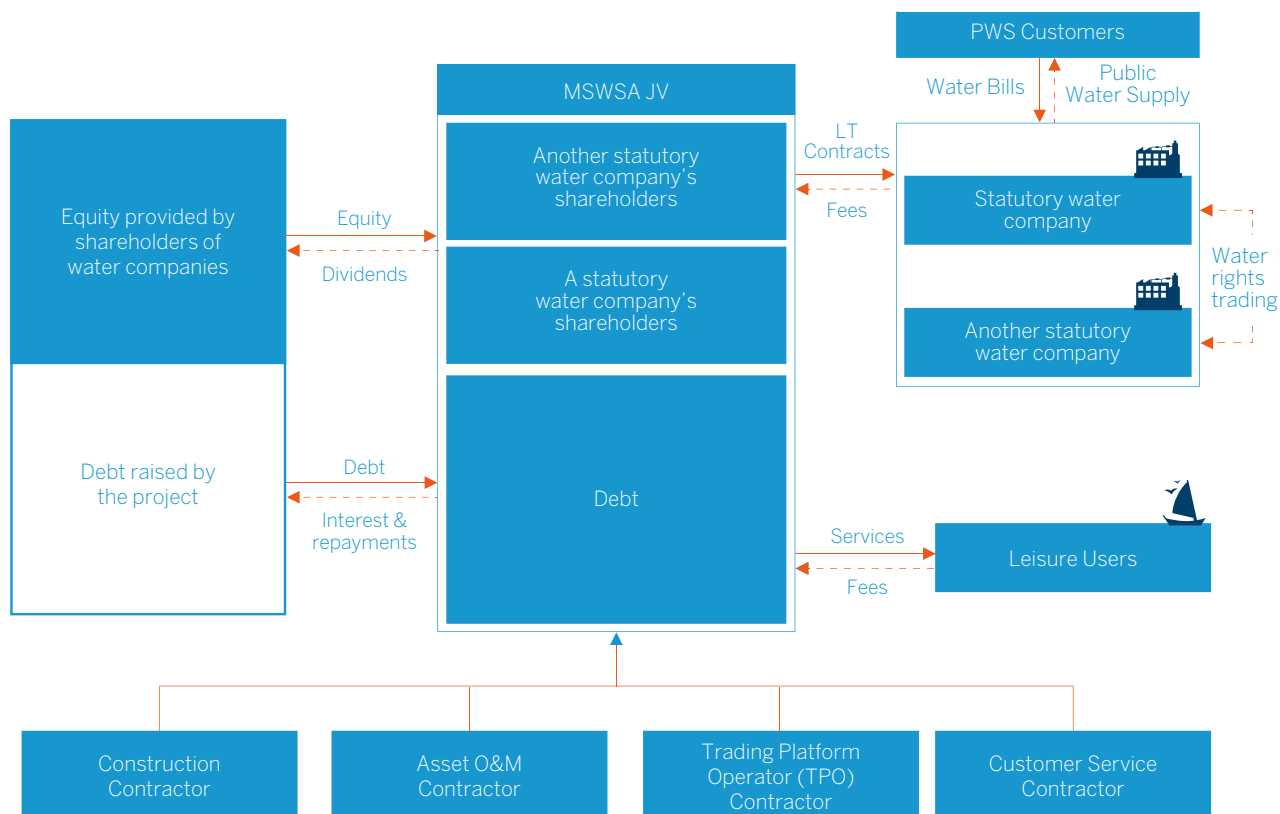 PWS Customers
Water Bills
Public
Water Supply
MSWSA JV
Equity provided by
shareholders of
water companies
Equity
Dividends
Another statutory
water company's
shareholders
A statutory
water company's
shareholders
LT
Contracts
Fees
Statutory water
company
Another statutory
water company
Water
rights
trading
Debt raised by
the project
Debt
Interest &
repayments
Debt
Services
Fees
Leisure Users
Construction
Contractor
Asset O&M
Contractor
Trading Platform
Operator (TPO)
Contractor
Customer Service
Contractor